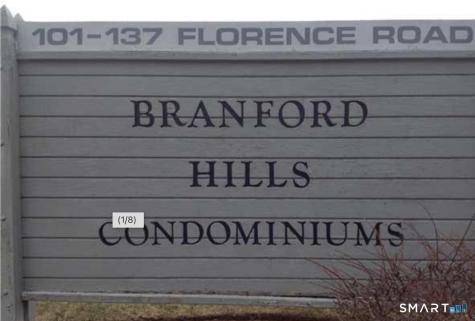 101-137 FLORENCE ROAD
BRANFORD
HILLS
(1/8)
CONDOMINIUMS
SMART